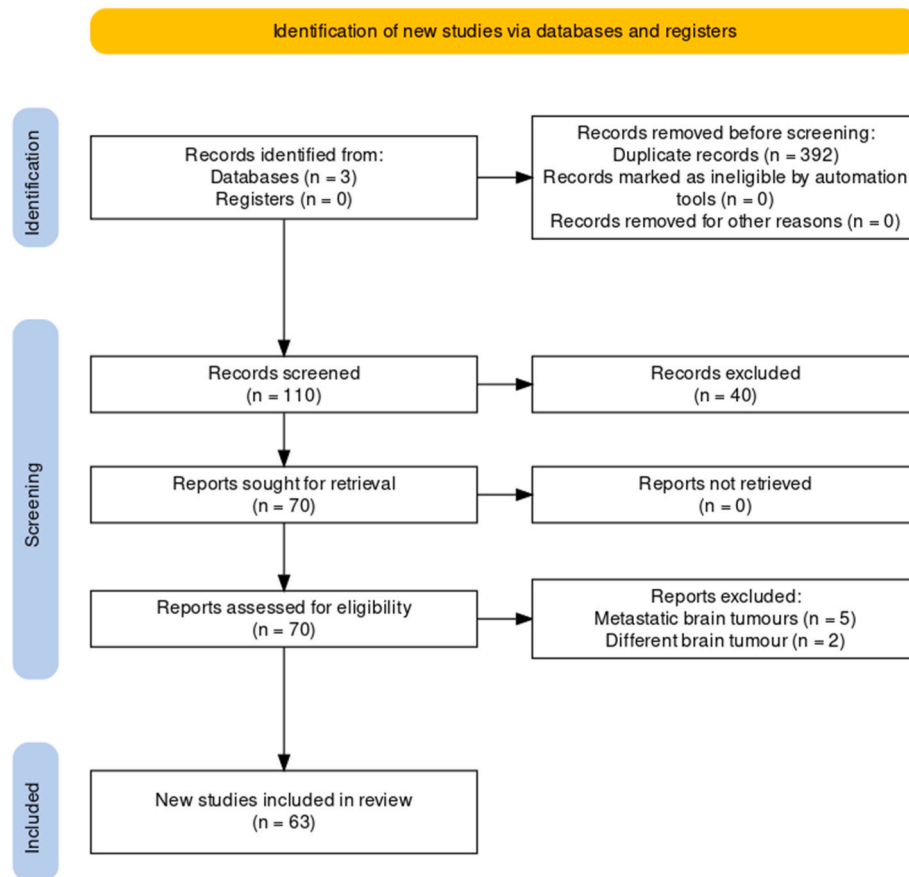 Identification of new studies via databases and registers
Identification
Records identified from:
Databases (n = 3)
Registers (n = 0)
Records removed before screening:
Duplicate records (n = 392)
Records marked as ineligible by automation
tools (n = 0)
Records removed for other reasons (n = 0)
Screening
Records screened
(n = 110)
Records excluded
(n = 40)
Reports sought for retrieval
(n = 70)
Reports not retrieved
(n = 0)
Reports assessed for eligibility
(n = 70)
Reports excluded:
Metastatic brain tumours (n = 5)
Different brain tumour (n = 2)
Included
New studies included in review
(n = 63)